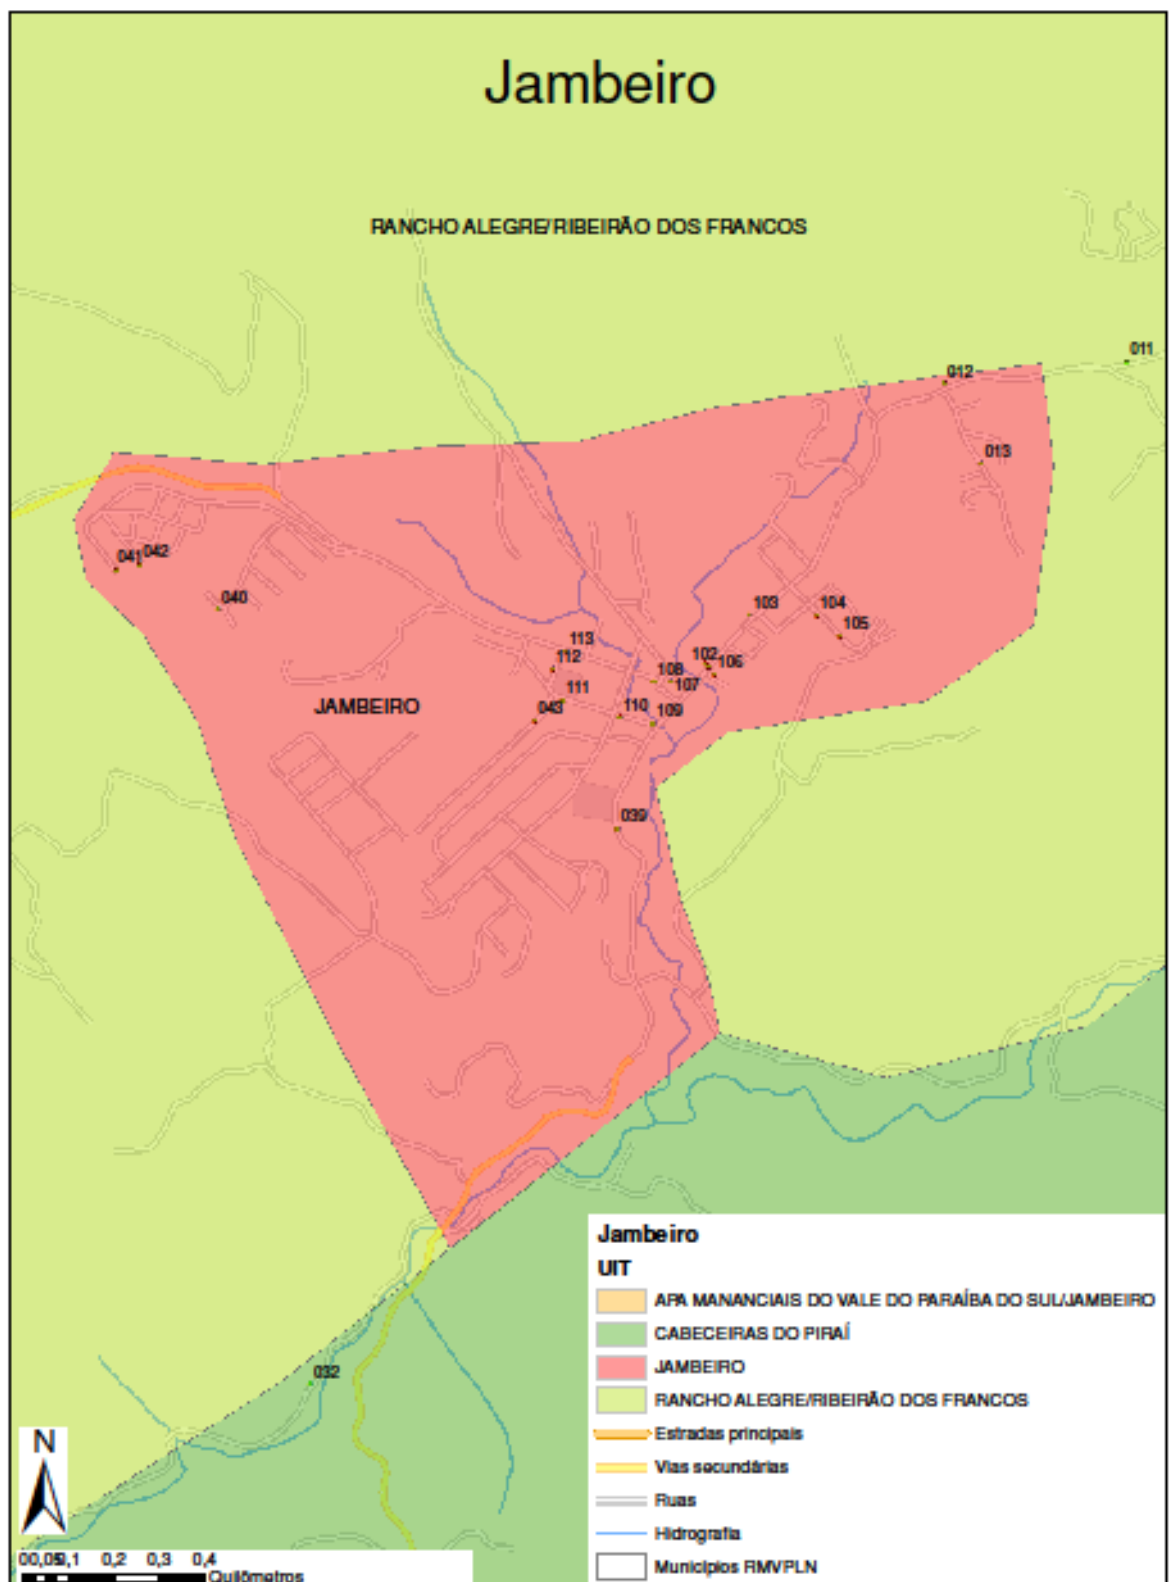 Jambeiro
RANCHO ALEGRE/RIBEIRÃO DOS FRANCOS
011
012
013
041
042
040
103
104
105
113
112
102
106
108
107
111
JAMBEIRO
043
110
109
039
032
Jambeiro
UIT
APA MANANCIAIS DO VALE DO PARAÍBA DO SUL/JAMBEIRO
CABECEIRAS DO PIRAÍ
JAMBEIRO
RANCHO ALEGRE/RIBEIRÃO DOS FRANCOS
Estradas principais
Vias secundárias
Ruas
Hidrografia
Municípios RMVPLN
N
00,050,1 0,2 0,3 0,4
Quilômetros